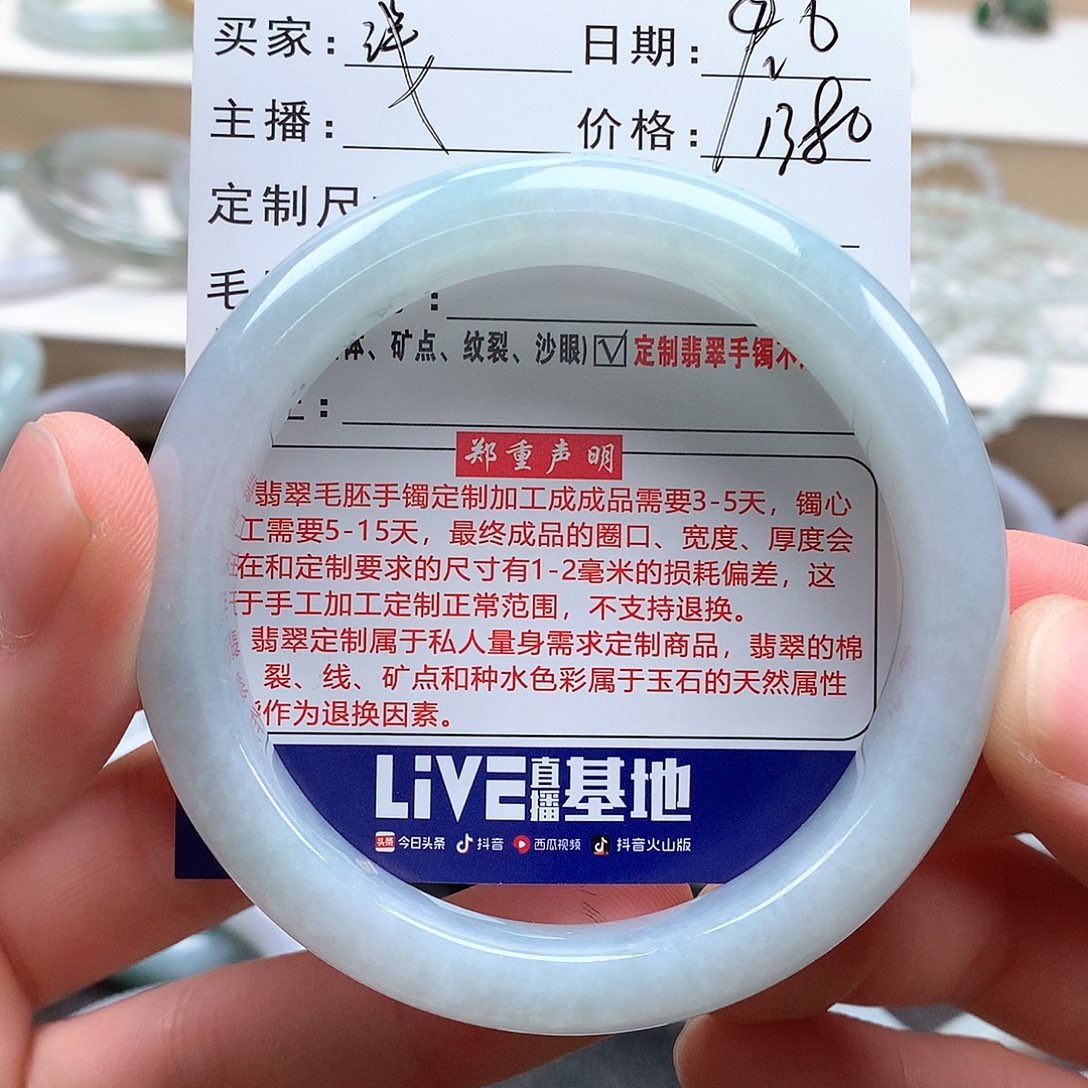 买家: 日期: 9.6
主播: 价格: 1380
定制尺
毛 :
体、矿点、纹裂、沙眼)☑定制翡翠手镯不
:
郑重声明
翡翠毛胚手镯定制加工成成品需要3-5天，镯心
工需要5-15天，最终成品的圈口、宽度、厚度会
在和定制要求的尺寸有1-2毫米的损耗偏差，这
于手工加工定制正常范围，不支持退换。
翡翠定制属于私人量身需求定制商品，翡翠的棉
裂、线、矿点和种水色彩属于玉石的天然属性
作为退换因素。
LiVE直播基地
头条 今日头条 抖音 西瓜视频 抖音火山版